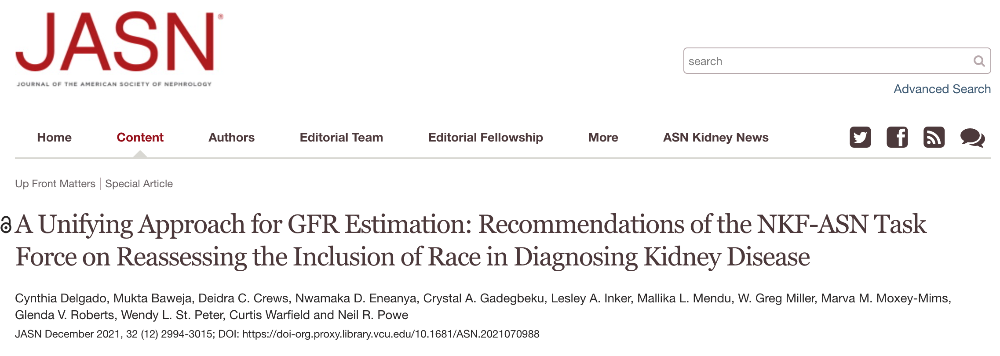 JASN®
JOURNAL OF THE AMERICAN SOCIETY OF NEPHROLOGY
search
Advanced Search
Home Content Authors Editorial Team Editorial Fellowship More ASN Kidney News
Up Front Matters | Special Article
A Unifying Approach for GFR Estimation: Recommendations of the NKF-ASN Task
Force on Reassessing the Inclusion of Race in Diagnosing Kidney Disease
Cynthia Delgado, Mukta Baweja, Deidra C. Crews, Nwamaka D. Eneanya, Crystal A. Gadegbeku, Lesley A. Inker, Mallika L. Mendu, W. Greg Miller, Marva M. Moxey-Mims,
Glenda V. Roberts, Wendy L. St. Peter, Curtis Warfield and Neil R. Powe
JASN December 2021, 32 (12) 2994-3015; DOI: https://doi-org.proxy.library.vcu.edu/10.1681/ASN.2021070988